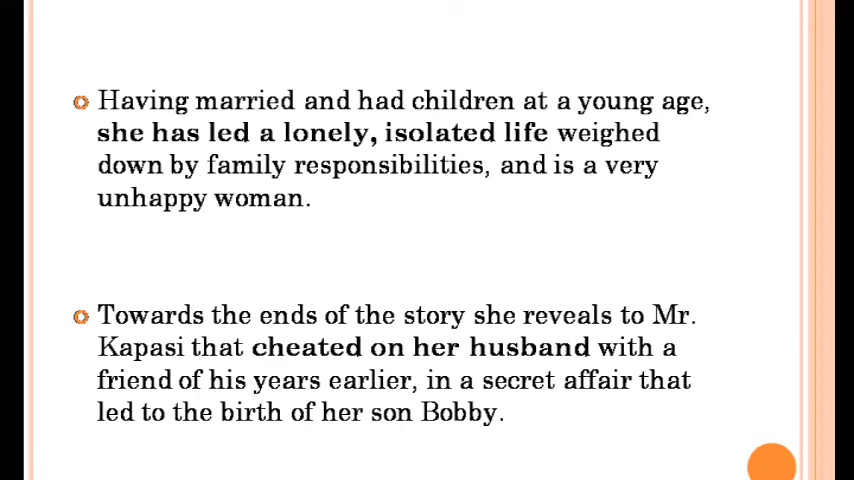 Having married and had children at a young age,
she has led a lonely, isolated life weighed
down by family responsibilities, and is a very
unhappy woman.
Towards the ends of the story she reveals to Mr.
Kapasi that cheated on her husband with a
friend of his years earlier, in a secret affair that
led to the birth of her son Bobby.